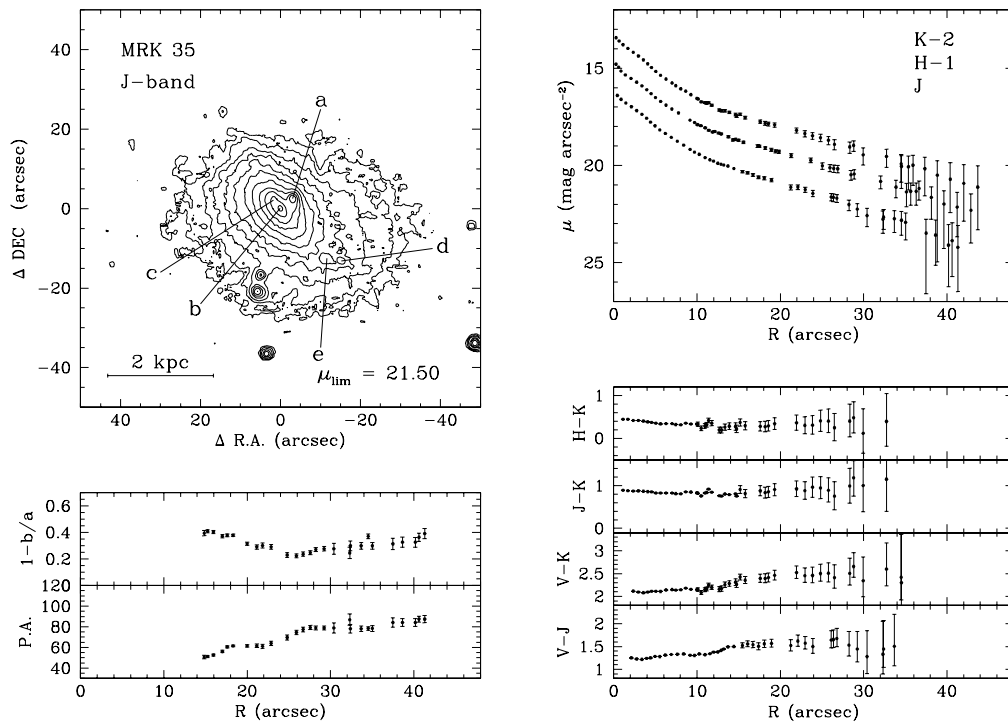 MRK 35
J-band
a
b
c
d
e
2 kpc
μlim = 21.50
40
20
0
-20
-40
Δ DEC (arcsec)
40 20 0 -20 -40
Δ R.A. (arcsec)
K-2
H-1
J
15
20
25
μ (mag arcsec−2)
0 10 20 30 40
R (arcsec)
0.6
0.4
0.2
1-b/a
120
100
80
60
40
P.A.
0 10 20 30 40
R (arcsec)
1
0
H-K
1
0
J-K
3
2.5
2
V-K
2
1.5
1
V-J
0 10 20 30 40
R (arcsec)